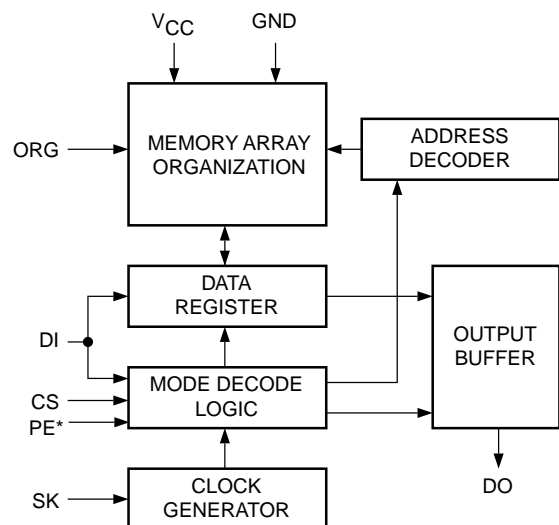 VCC
GND
ORG
MEMORY ARRAY
ORGANIZATION
ADDRESS
DECODER
DATA
REGISTER
DI
OUTPUT
BUFFER
MODE DECODE
LOGIC
CS
PE*
SK
CLOCK
GENERATOR
DO